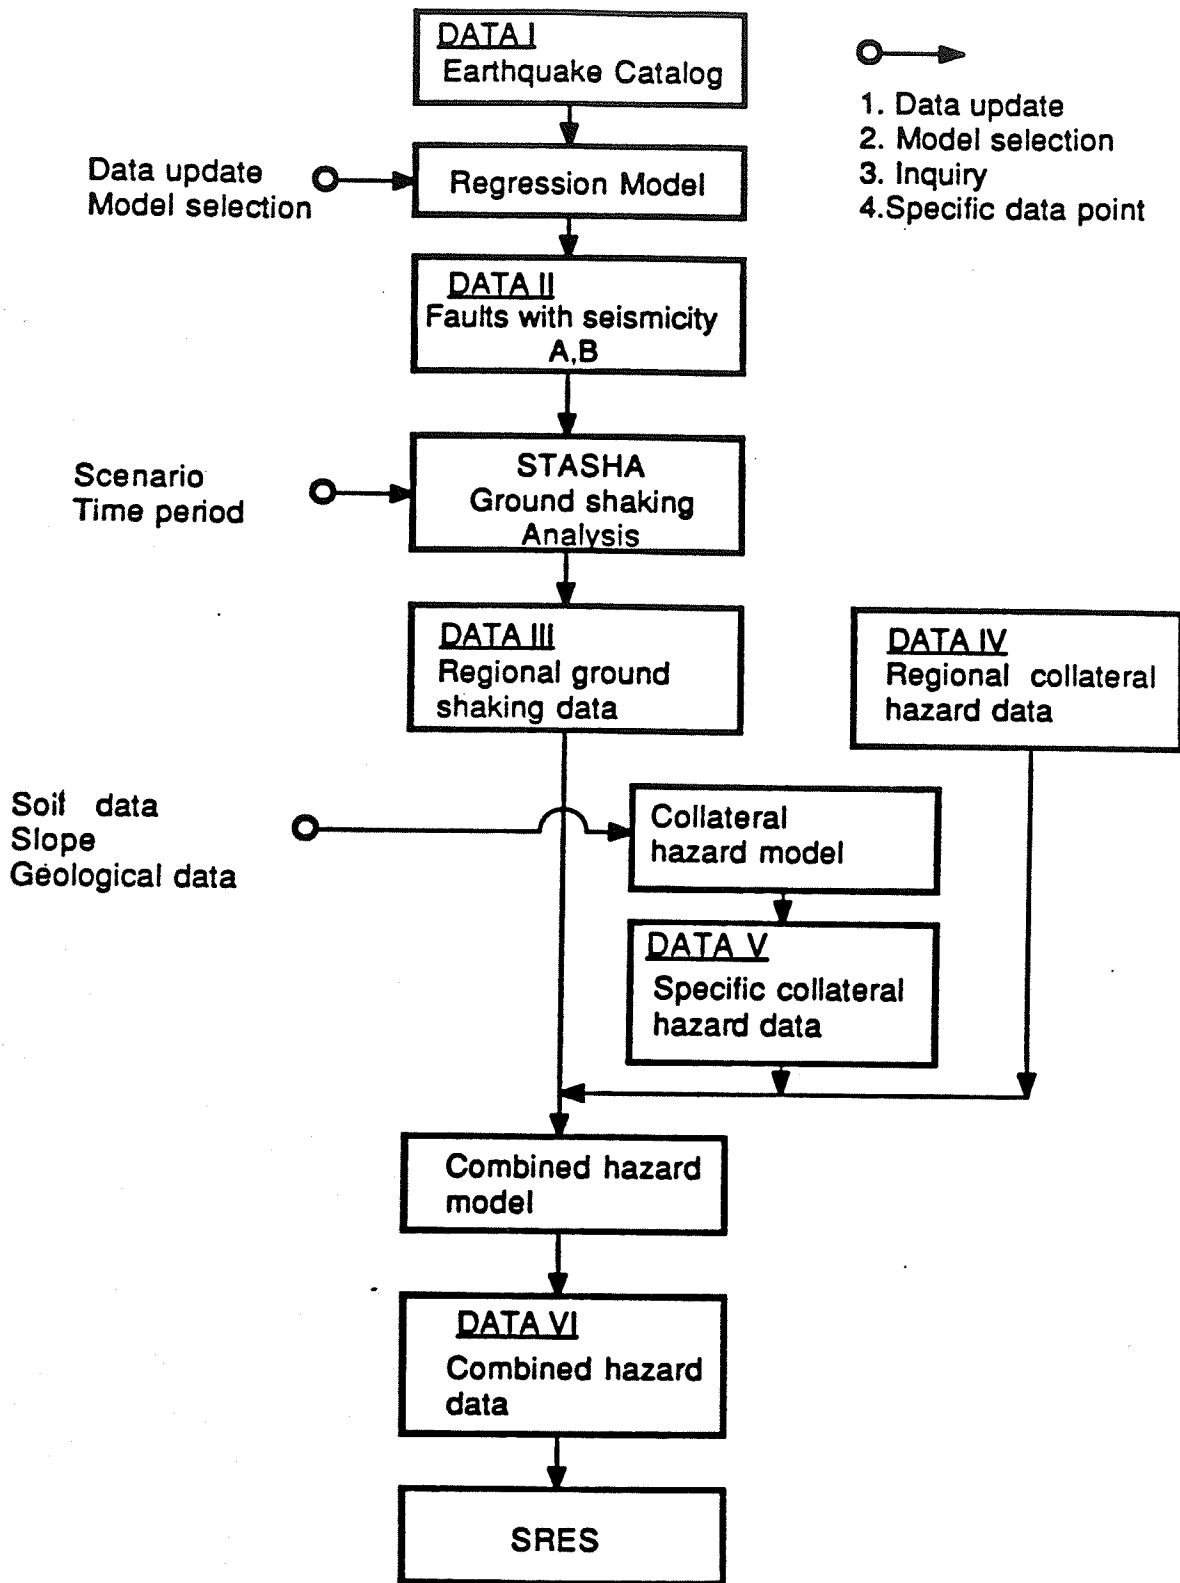 DATA I
Earthquake Catalog
1. Data update
2. Model selection
3. Inquiry
4.Specific data point
Data update
Model selection
Regression Model
DATA II
Faults with seismicity
A,B
Scenario
Time period
STASHA
Ground shaking
Analysis
DATA III
Regional ground
shaking data
DATA IV
Regional collateral
hazard data
Soil data
Slope
Geological data
Collateral
hazard model
DATA V
Specific collateral
hazard data
Combined hazard
model
DATA VI
Combined hazard
data
SRES